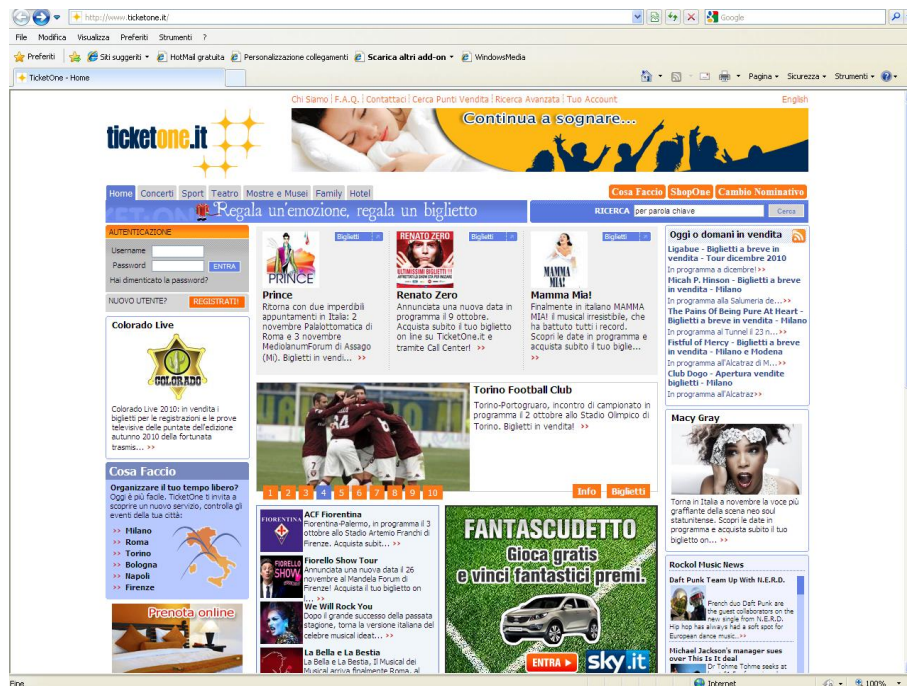 http://www.ticketone.it/
Google
File Modifica Visualizza Preferiti Strumenti ?
Preferiti Siti suggeriti HotMail gratuita Personalizzazione collegamenti Scarica altri add-on WindowsMedia
TicketOne - Home
Pagina Sicurezza Strumenti
Chi Siamo | F.A.Q. | Contattaci | Cerca Punti Vendita | Ricerca Avanzata | Tuo Account
English
ticketone.it
Continua a sognare...
Home Concerti Sport Teatro Mostre e Musei Family Hotel
Cosa Faccio ShopOne Cambio Nominativo
Regala un'emozione, regala un biglietto
RICERCA per parola chiave Cerca
AUTENTICAZIONE
Username
Password ENTRA
Hai dimenticato la password?
NUOVO UTENTE? REGISTRATI!
Colorado Live
COLORADO
Colorado Live 2010: in vendita i
biglietti per le registrazioni e le prove
televisive delle puntate dell'edizione
autunno 2010 della fortunata
trasmis... >>
Cosa Faccio
Organizzare il tuo tempo libero?
Oggi è più facile. TicketOne ti invita a
scoprire un nuovo servizio, controlla gli
eventi della tua città:
>> Milano
>> Roma
>> Torino
>> Bologna
>> Napoli
>> Firenze
Prenota online
Biglietti
PRINCE
Prince
Ritorna con due imperdibili
appuntamenti in Italia: 2
novembre Palalottomatica di
Roma e 3 novembre
MediolanumForum di Assago
(Mi). Biglietti in vendi... >>
RENATO ZERO
Biglietti
Renato Zero
Annunciata una nuova data in
programma il 9 ottobre.
Acquista subito il tuo biglietto
on line su TicketOne.it e
tramite Call Center! >>
Biglietti
MAMMA MIA!
Mamma Mia!
Finalmente in italiano MAMMA
MIA! il musical irresistibile, che
ha battuto tutti i record.
Scopri le date in programma e
acquista subito il tuo biglie...
>>
Torino Football Club
Torino-Portogruaro, incontro di campionato in
programma il 2 ottobre allo Stadio Olimpico di
Torino. Biglietti in vendita! >>
1 2 3 4 5 6 7 8 9 10
Info Biglietti
FIORENTINA
ACF Fiorentina
Fiorentina-Palermo, in programma il 3
ottobre allo Stadio Artemio Franchi di
Firenze. Acquista subit... >>
FIORELLO SHOW
Fiorello Show Tour
Annunciata una nuova data il 26
novembre al Mandela Forum di
Firenze! Acquista il tuo biglietto on
l... >>
We Will Rock You
Dopo il grande successo della passata
stagione, torna la versione italiana del
celebre musical ideat... >>
La Bella e La Bestia
La Bella e La Bestia, Il Musical dei
Musical arriva finalmente Roma, al
FANTASCUDETTO
Gioca gratis
e vinci fantastici premi.
ENTRA sky.it
Oggi o domani in vendita
Ligabue - Biglietti a breve in
vendita - Tour dicembre 2010
In programma a dicembre!>>
Micah P. Hinson - Biglietti a breve
in vendita - Milano
In programma alla Salumeria de...>>
The Pains Of Being Pure At Heart -
Biglietti a breve in vendita - Milano
In programma al Tunnel il 23 n...>>
Fistful of Mercy - Biglietti a breve
in vendita - Milano e Modena
In programma all'Alcatraz di M...>>
Club Dogo - Apertura vendite
biglietti - Milano
In programma all'Alcatraz>>
Macy Gray
Torna in Italia a novembre la voce più
graffiante della scena neo soul
statunitense. Scopri le date in
programma e acquista subito il tuo
biglietto on... >>
Rockol Music News
Daft Punk Team Up With N.E.R.D.
French duo Daft Punk are
the guest collaborators on the
new single from N.E.R.D.
Hip hop has always had a soft spot for
European dance music...>>
Michael Jackson's manager sues
over This Is It deal
Dr Tohme Tohme seeks at
Fine
Internet
100%